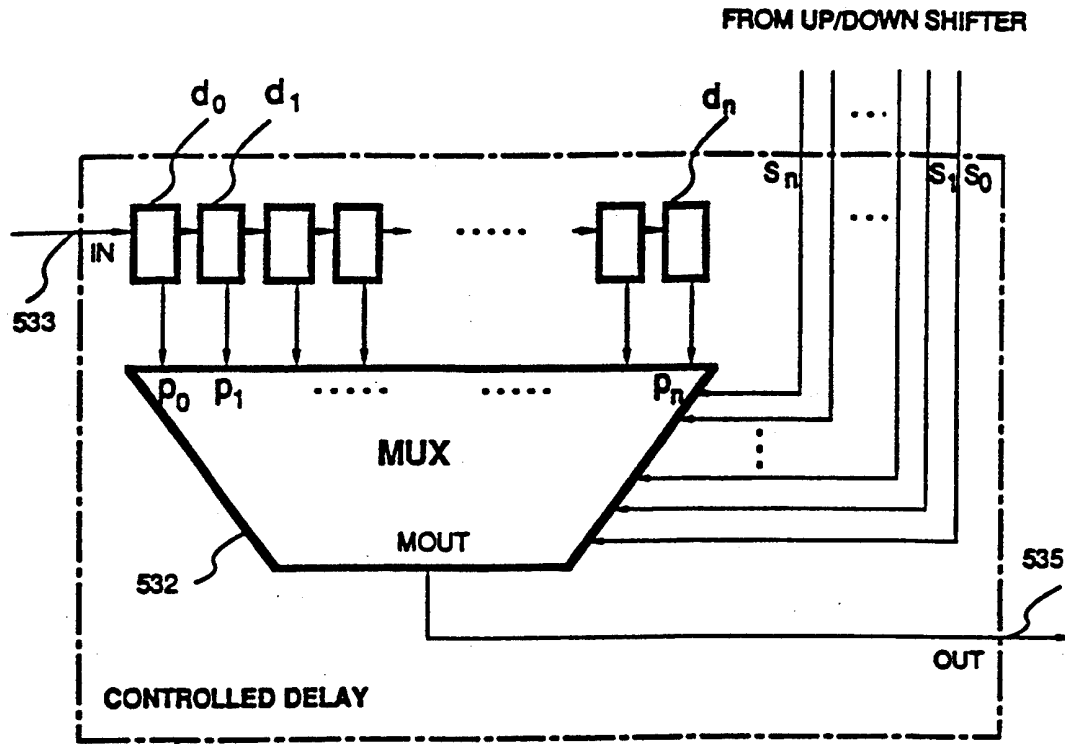 FROM UP/DOWN SHIFTER
d0 d1 dn
.....
Sn S1 S0
IN
533
p0 p1 ..... ..... pn
MUX
MOUT
532
535
OUT
CONTROLLED DELAY